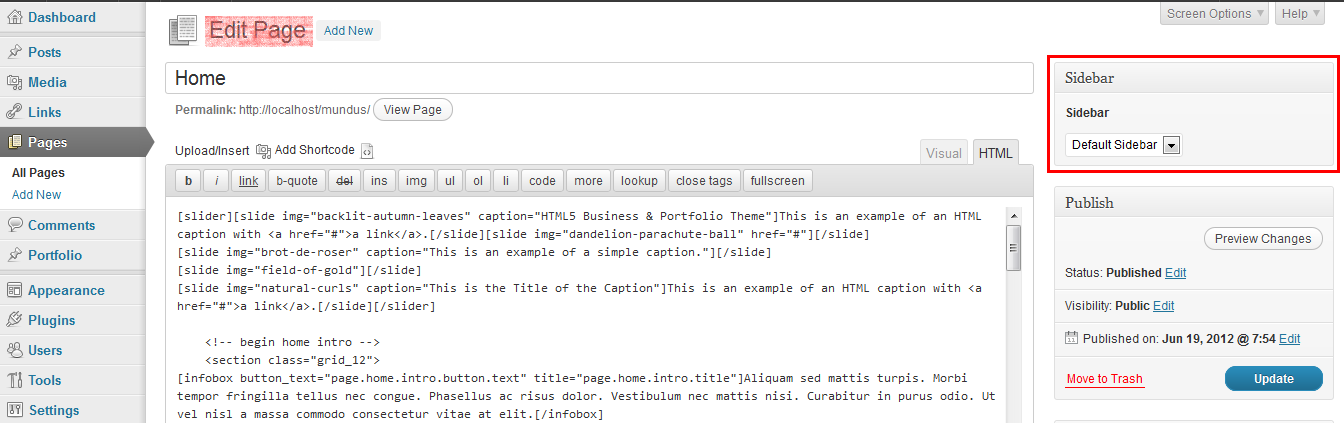 Dashboard
Posts
Media
Links
Pages
All Pages
Add New
Comments
Portfolio
Appearance
Plugins
Users
Tools
Settings
Screen Options
Help
Edit Page Add New
Home
Permalink: http://localhost/mundus/ View Page
Upload/Insert Add Shortcode
Visual HTML
b i link b-quote del ins img ul ol li code more lookup close tags fullscreen
[slider][slide img="backlit-autumn-leaves" caption="HTML5 Business & Portfolio Theme"]This is an example of an HTML
caption with <a href="#">a link</a>.[/slide][slide img="dandelion-parachute-ball" href="#"][/slide]
[slide img="brot-de-roser" caption="This is an example of a simple caption."][/slide]
[slide img="field-of-gold"][/slide]
[slide img="natural-curls" caption="This is the Title of the Caption"]This is an example of an HTML caption with <a
href="#">a link</a>.[/slide][/slider]
<!-- begin home intro -->
<section class="grid_12">
[infobox button_text="page.home.intro.button.text" title="page.home.intro.title"]Aliquam sed mattis turpis. Morbi
tempor fringilla tellus nec congue. Phasellus ac risus dolor. Vestibulum nec mattis nisi. Curabitur in purus odio. Ut
vel nisl a massa commodo consectetur vitae at elit.[/infobox]
Sidebar
Sidebar
Default Sidebar
Publish
Preview Changes
Status: Published Edit
Visibility: Public Edit
Published on: Jun 19, 2012 @ 7:54 Edit
Move to Trash Update